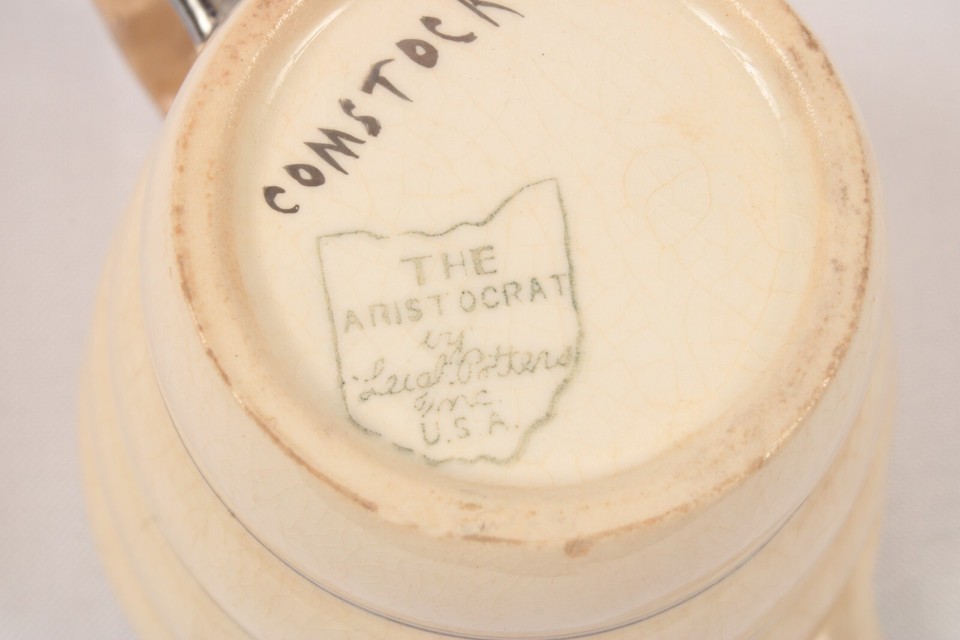 COMSTOCK
THE
ARISTOCRAT
by
Leigh Potters
Inc.
U.S.A.